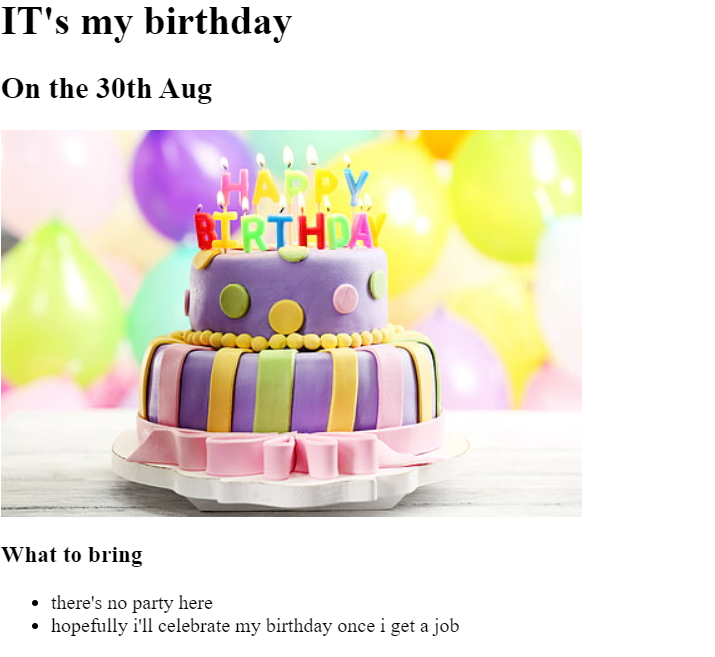 IT's my birthday
On the 30th Aug
HAPPY
BIRTHDAY
What to bring
there's no party here
hopefully i'll celebrate my birthday once i get a job